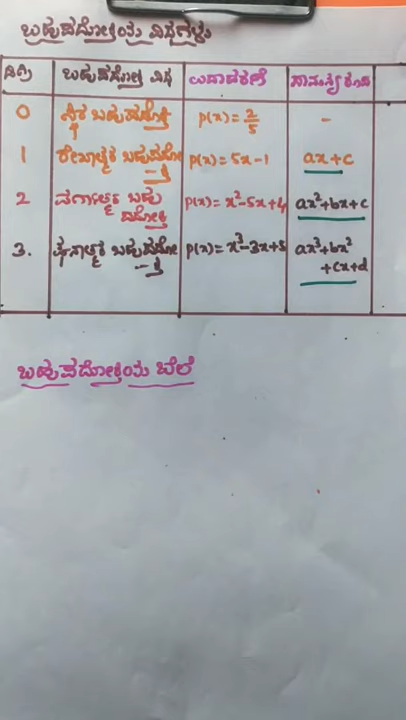 ಬಹುಪದೋಕ್ತಿಯ ವಿಧಗಳು
ಡಿಗ್ರಿ ಬಹುಪದೋಕ್ತಿ ವಿಧ ಉದಾಹರಣೆ ಸಾಮಾನ್ಯ ರೂಪ
0 ಸ್ಥಿರ ಬಹುಪದೋಕ್ತಿ p(x) = 2/5 -
1 ರೇಖಾತ್ಮಕ ಬಹುಪದೋ p(x) = 5x-1 ax+c
-ಕ್ತಿ
2 ವರ್ಗಾತ್ಮಕ ಬಹು p(x) = x²-5x+4 ax²+bx+c
ಪದೋಕ್ತಿ
3. ಘನಾತ್ಮಕ ಬಹುಪದೋ p(x) = x³-3x+5 ax³+bx²
-ಕ್ತಿ +cx+d
ಬಹುಪದೋಕ್ತಿಯ ಬೆಲೆ